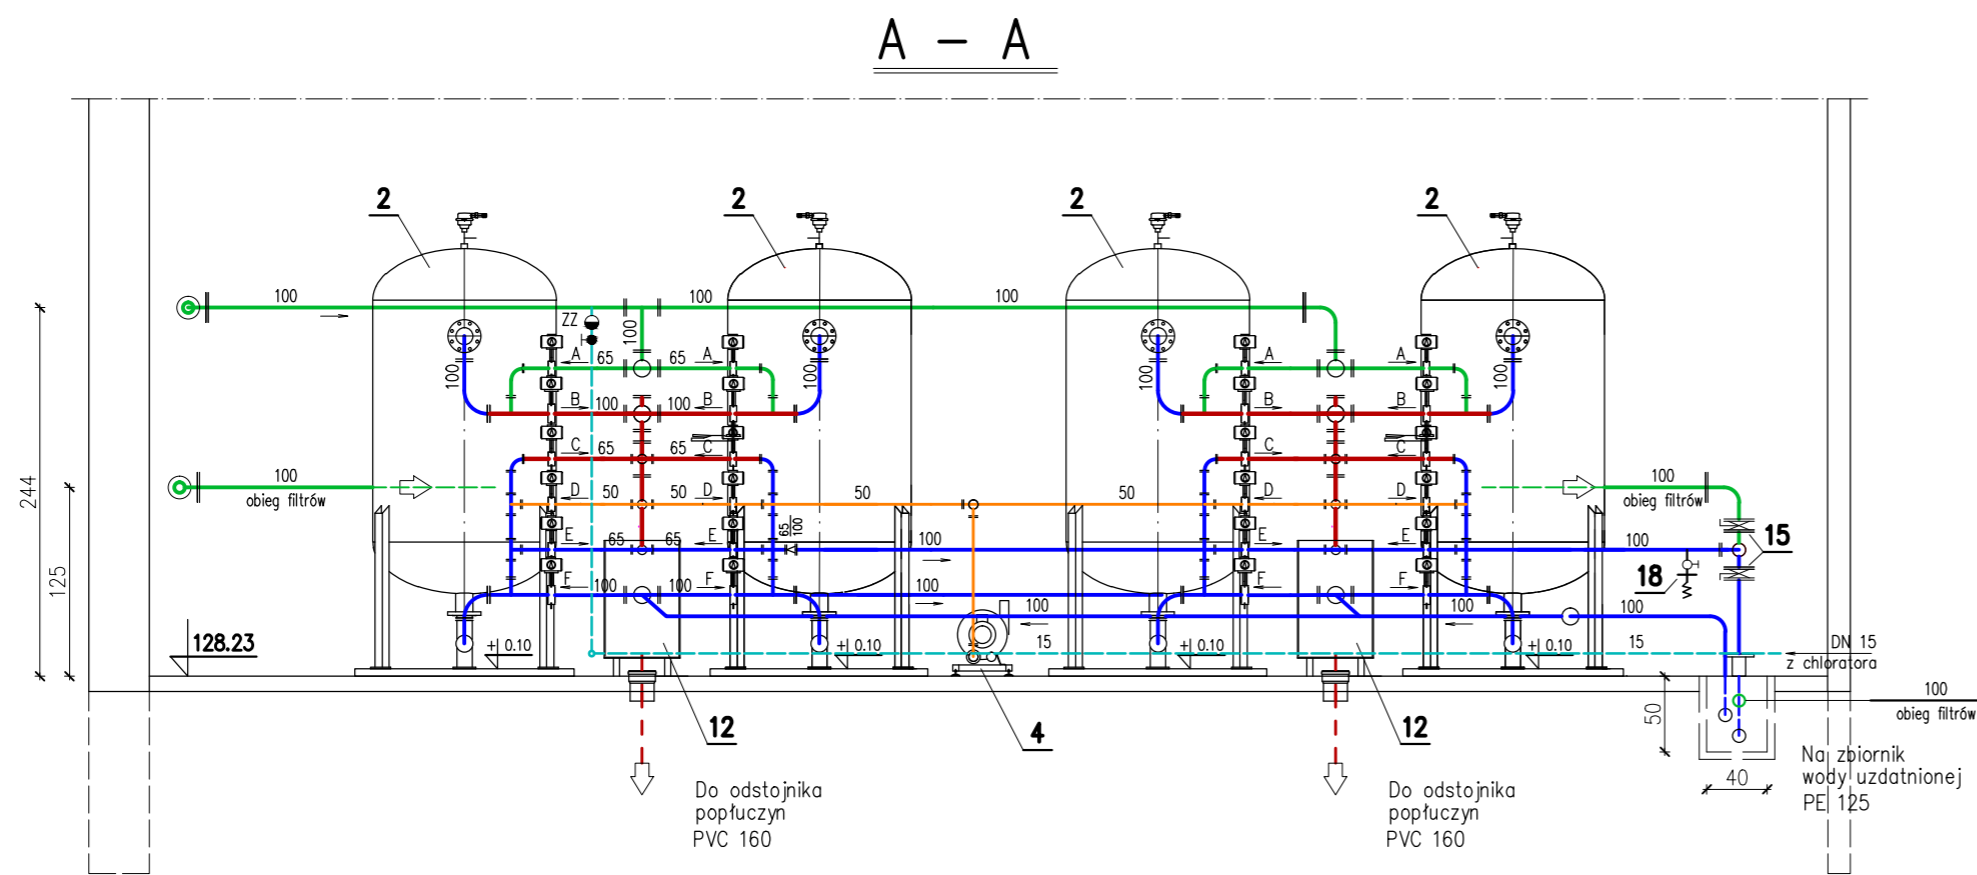 A – A
2 2 2 2
100 100 100
ZZ 100
A 65 65 A A A
100 100 100 100
B 100 100 B B B
C 65 65 C C C
100 100
obieg filtrów obieg filtrów
D 50 50 D 50 50 D D
244
125
E 65 65 E 65/100 100 E E 100
15
18
F 100 100 F 100 F F
100 100 100
128.23
+ 0.10 + 0.10 15 + 0.10 + 0.10 15
DN 15
z chloratora
100
obieg filtrów
50
12 4 12
40
Na zbiornik
wody uzdatnionej
PE 125
Do odstojnika
popłuczyn
PVC 160
Do odstojnika
popłuczyn
PVC 160